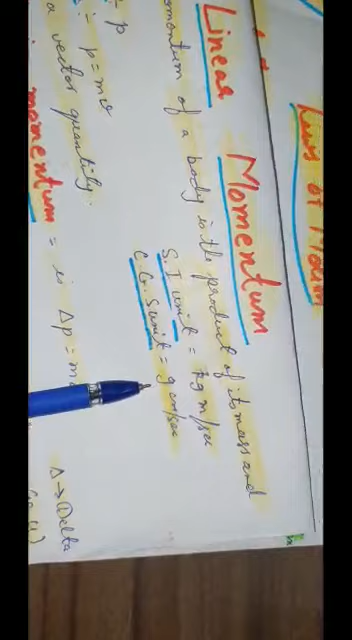 Laws of Motion
Linear Momentum
momentum of a body is the product of its mass and
p
S.I unit = kg m/sec
∴ p = mv
C.G.S unit = g cm/sec
a vector quantity.
momentum = is Δp = m
Δ → Delta